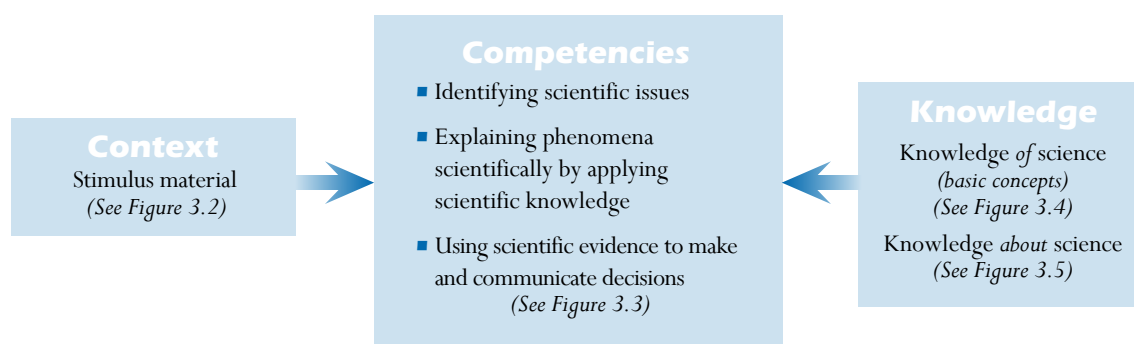 Context
Stimulus material
(See Figure 3.2)
Competencies
■ Identifying scientific issues
■ Explaining phenomena
scientifically by applying
scientific knowledge
■ Using scientific evidence to make
and communicate decisions
(See Figure 3.3)
Knowledge
Knowledge of science
(basic concepts)
(See Figure 3.4)
Knowledge about science
(See Figure 3.5)